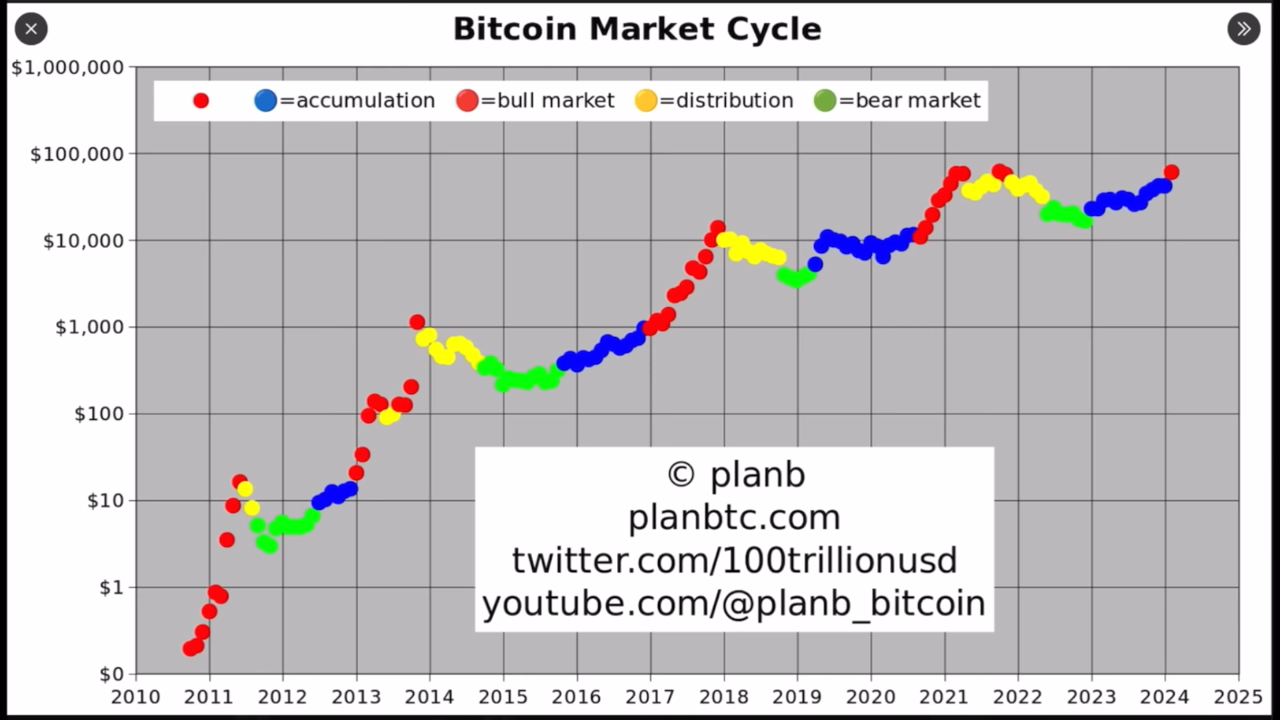 Bitcoin Market Cycle
$1,000,000
=accumulation =bull market =distribution =bear market
$100,000
$10,000
$1,000
$100
$10
$1
$0
© planb
planbtc.com
twitter.com/100trillionusd
youtube.com/@planb_bitcoin
2010 2011 2012 2013 2014 2015 2016 2017 2018 2019 2020 2021 2022 2023 2024 2025